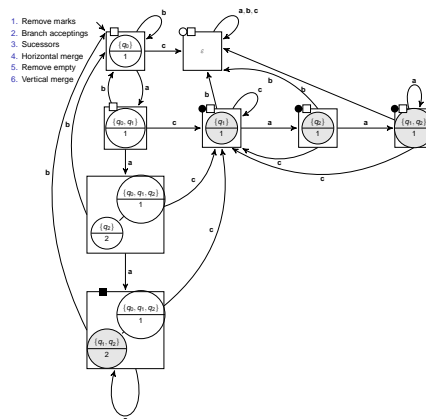 1. Remove marks
2. Branch acceptings
3. Sucessors
4. Horizontal merge
5. Remove empty
6. Vertical merge
a, b, c
b
{q₀}
1
c
b
a
b
b
b
{q₀, q₁}
1
c
{q₁}
1
c
a
{q₂}
1
a
a
{q₁, q₂}
1
b
a
c
c
c
{q₀, q₁, q₂}
1
{q₂}
2
b
a
c
{q₀, q₁, q₂}
1
{q₁, q₂}
2